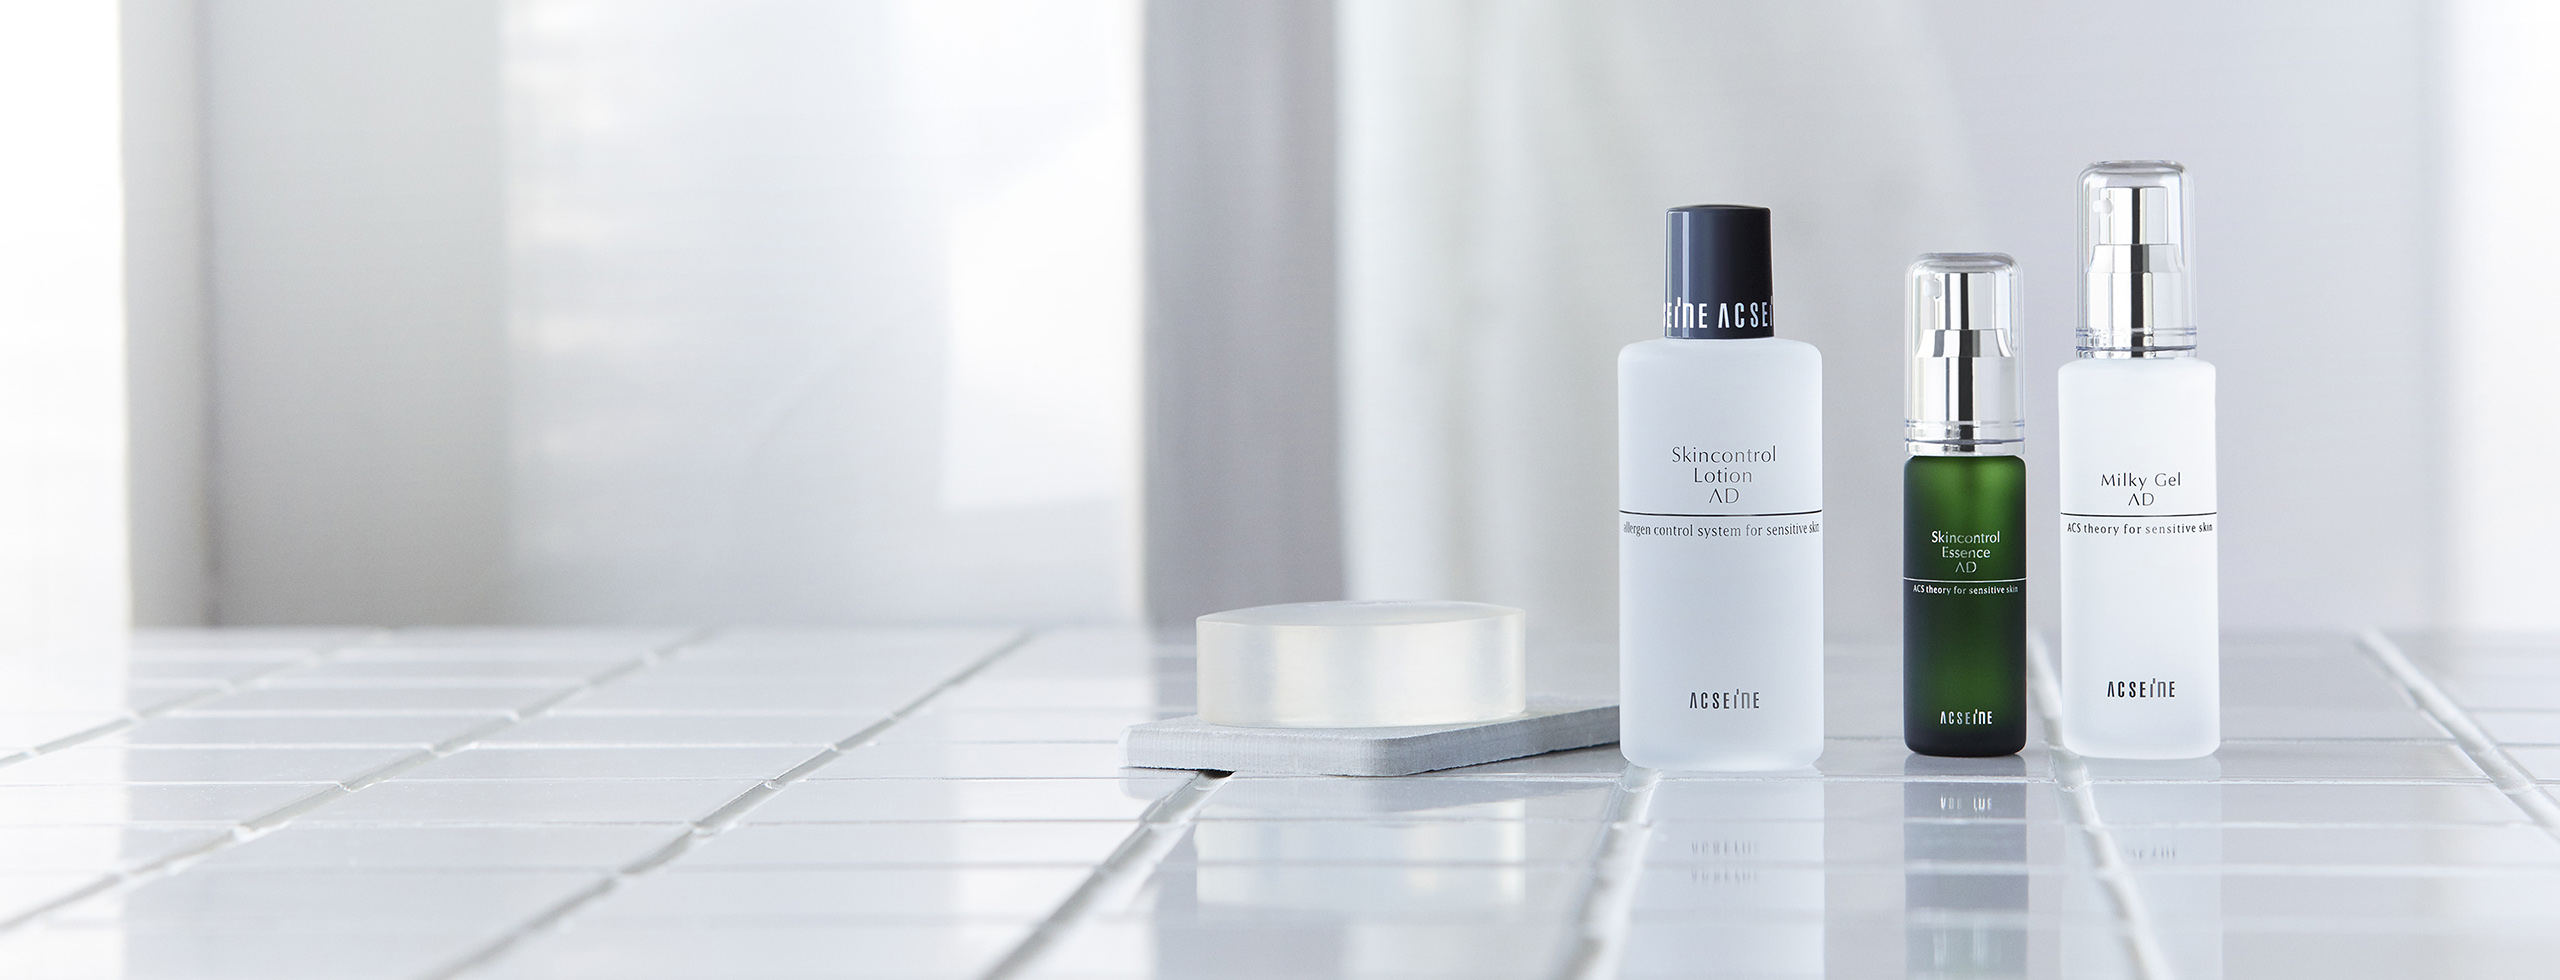 ACSEINE
Skincontrol
Lotion
AD
allergen control system for sensitive skin
ACSEINE
Skincontrol
Essence
AD
ACS theory for sensitive skin
ACSEINE
Milky Gel
AD
ACS theory for sensitive skin
ACSEINE